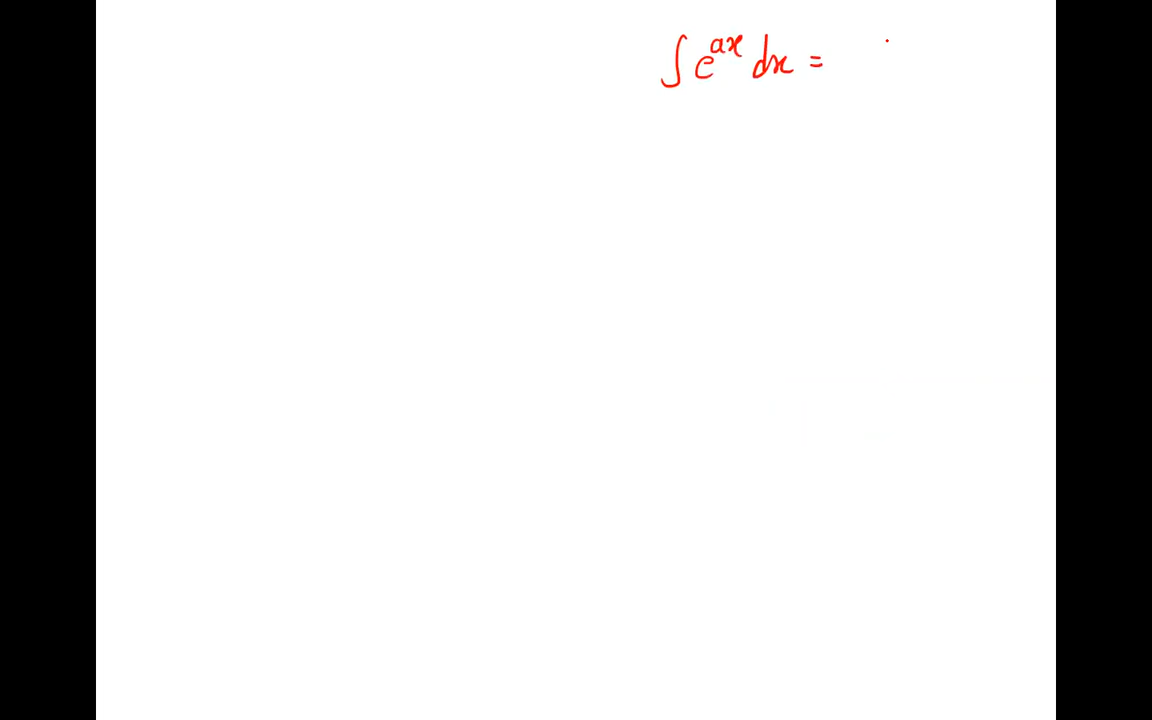 ∫ e^{ax} dx =